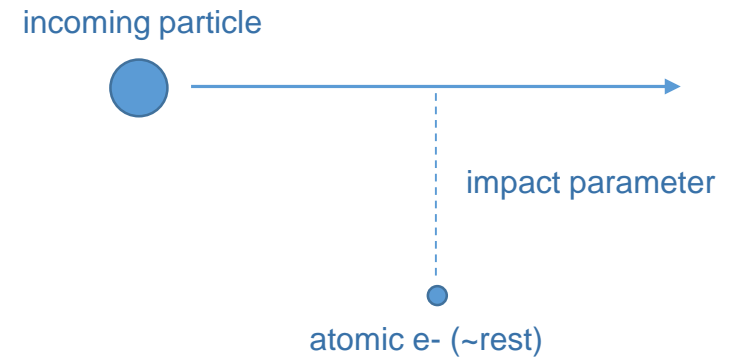 incoming particle
impact parameter
atomic e- (~rest)